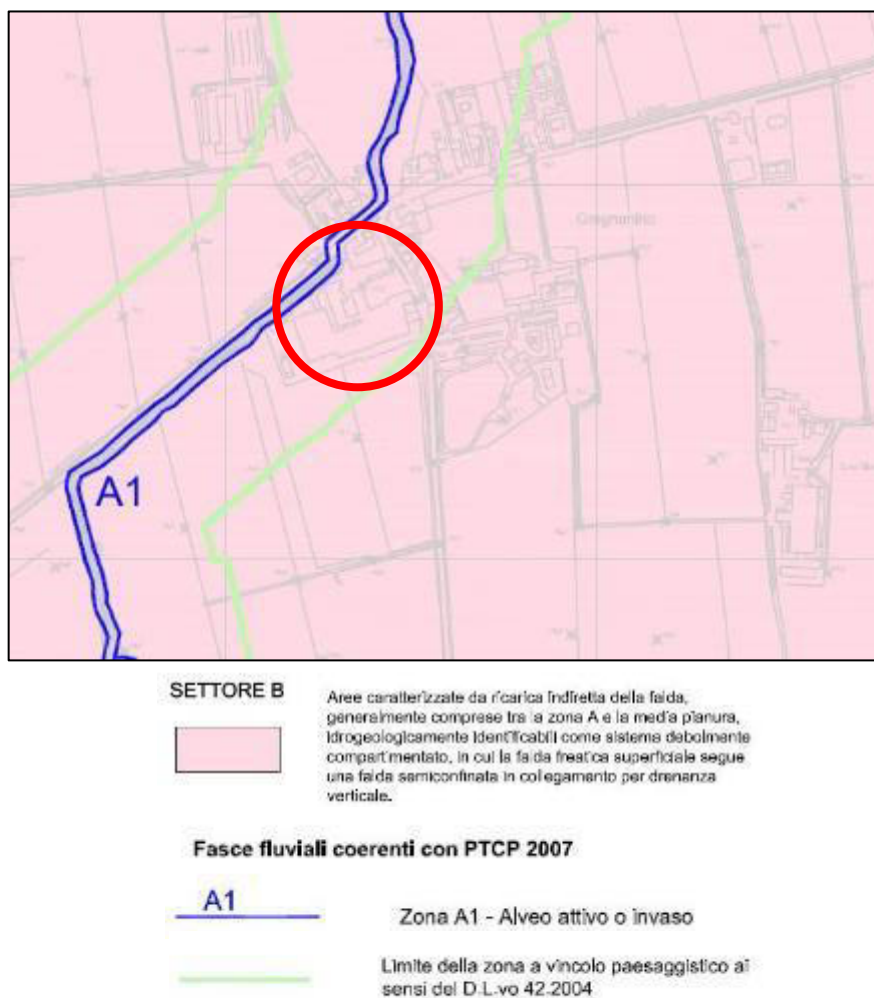 A1
SETTORE B
Aree caratterizzate da ricarica indiretta della falda,
generalmente comprese tra la zona A e la media pianura,
idrogeologicamente identificabili come sistema debolmente
compartimentato, in cui la falda freatica superficiale segue
una falda semiconfinata in collegamento per drenanza
verticale.
Fasce fluviali coerenti con PTCP 2007
A1
Zona A1 - Alveo attivo o invaso
Limite della zona a vincolo paesaggistico ai
sensi del D.L.vo 42.2004